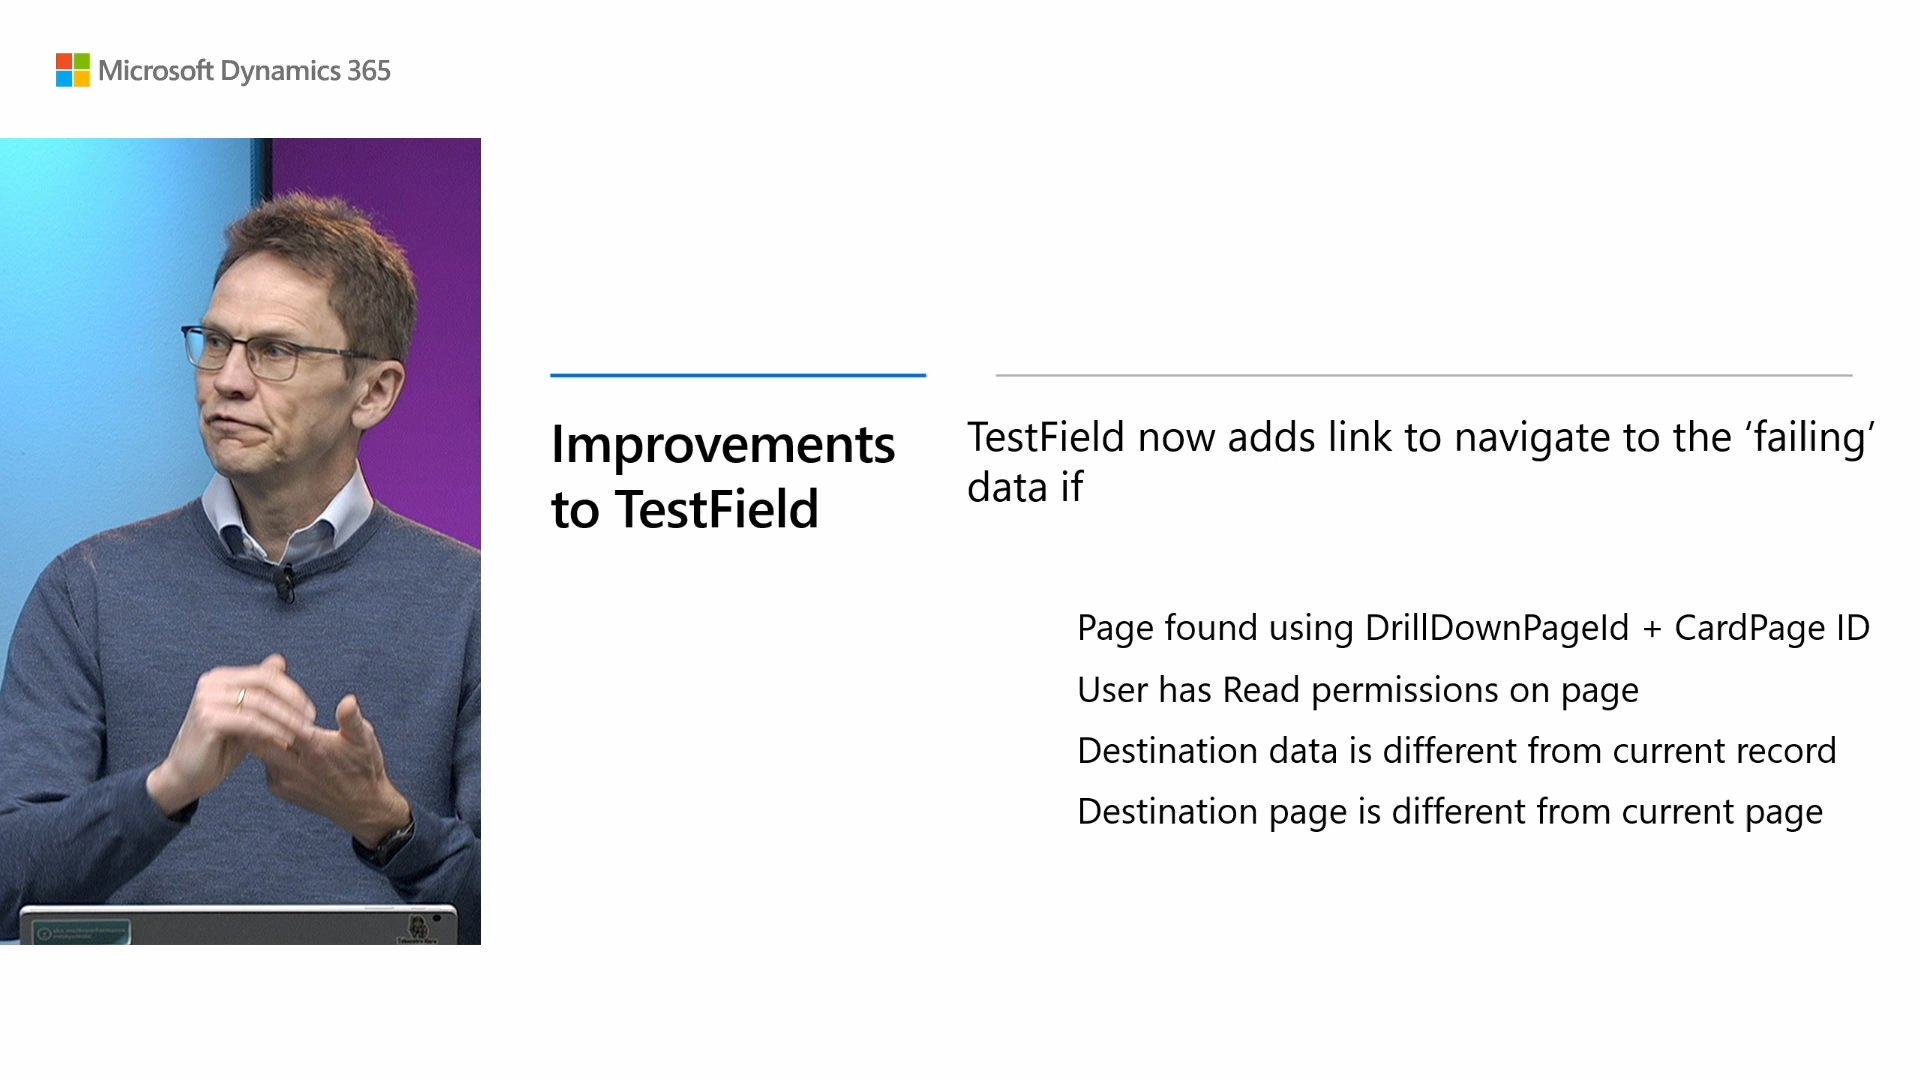 Microsoft Dynamics 365
Improvements
to TestField
TestField now adds link to navigate to the ‘failing’
data if
Page found using DrillDownPageId + CardPage ID
User has Read permissions on page
Destination data is different from current record
Destination page is different from current page